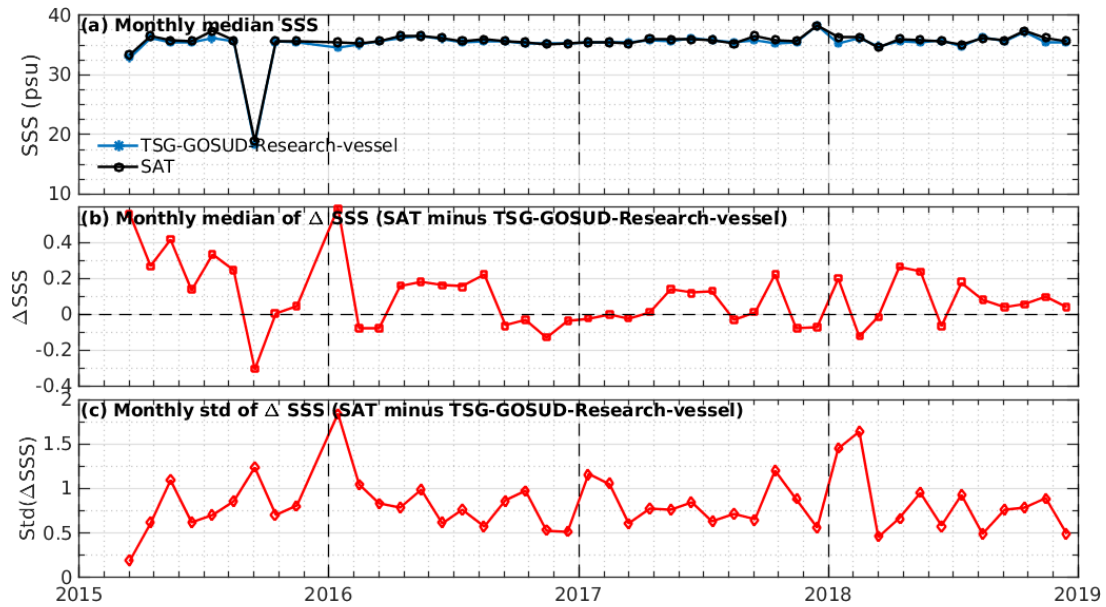 (a) Monthly median SSS
40
30
20
10
SSS (psu)
TSG-GOSUD-Research-vessel
SAT
(b) Monthly median of Δ SSS (SAT minus TSG-GOSUD-Research-vessel)
0.4
0.2
0
-0.2
-0.4
ΔSSS
(c) Monthly std of Δ SSS (SAT minus TSG-GOSUD-Research-vessel)
2
1.5
1
0.5
0
Std(ΔSSS)
2015 2016 2017 2018 2019